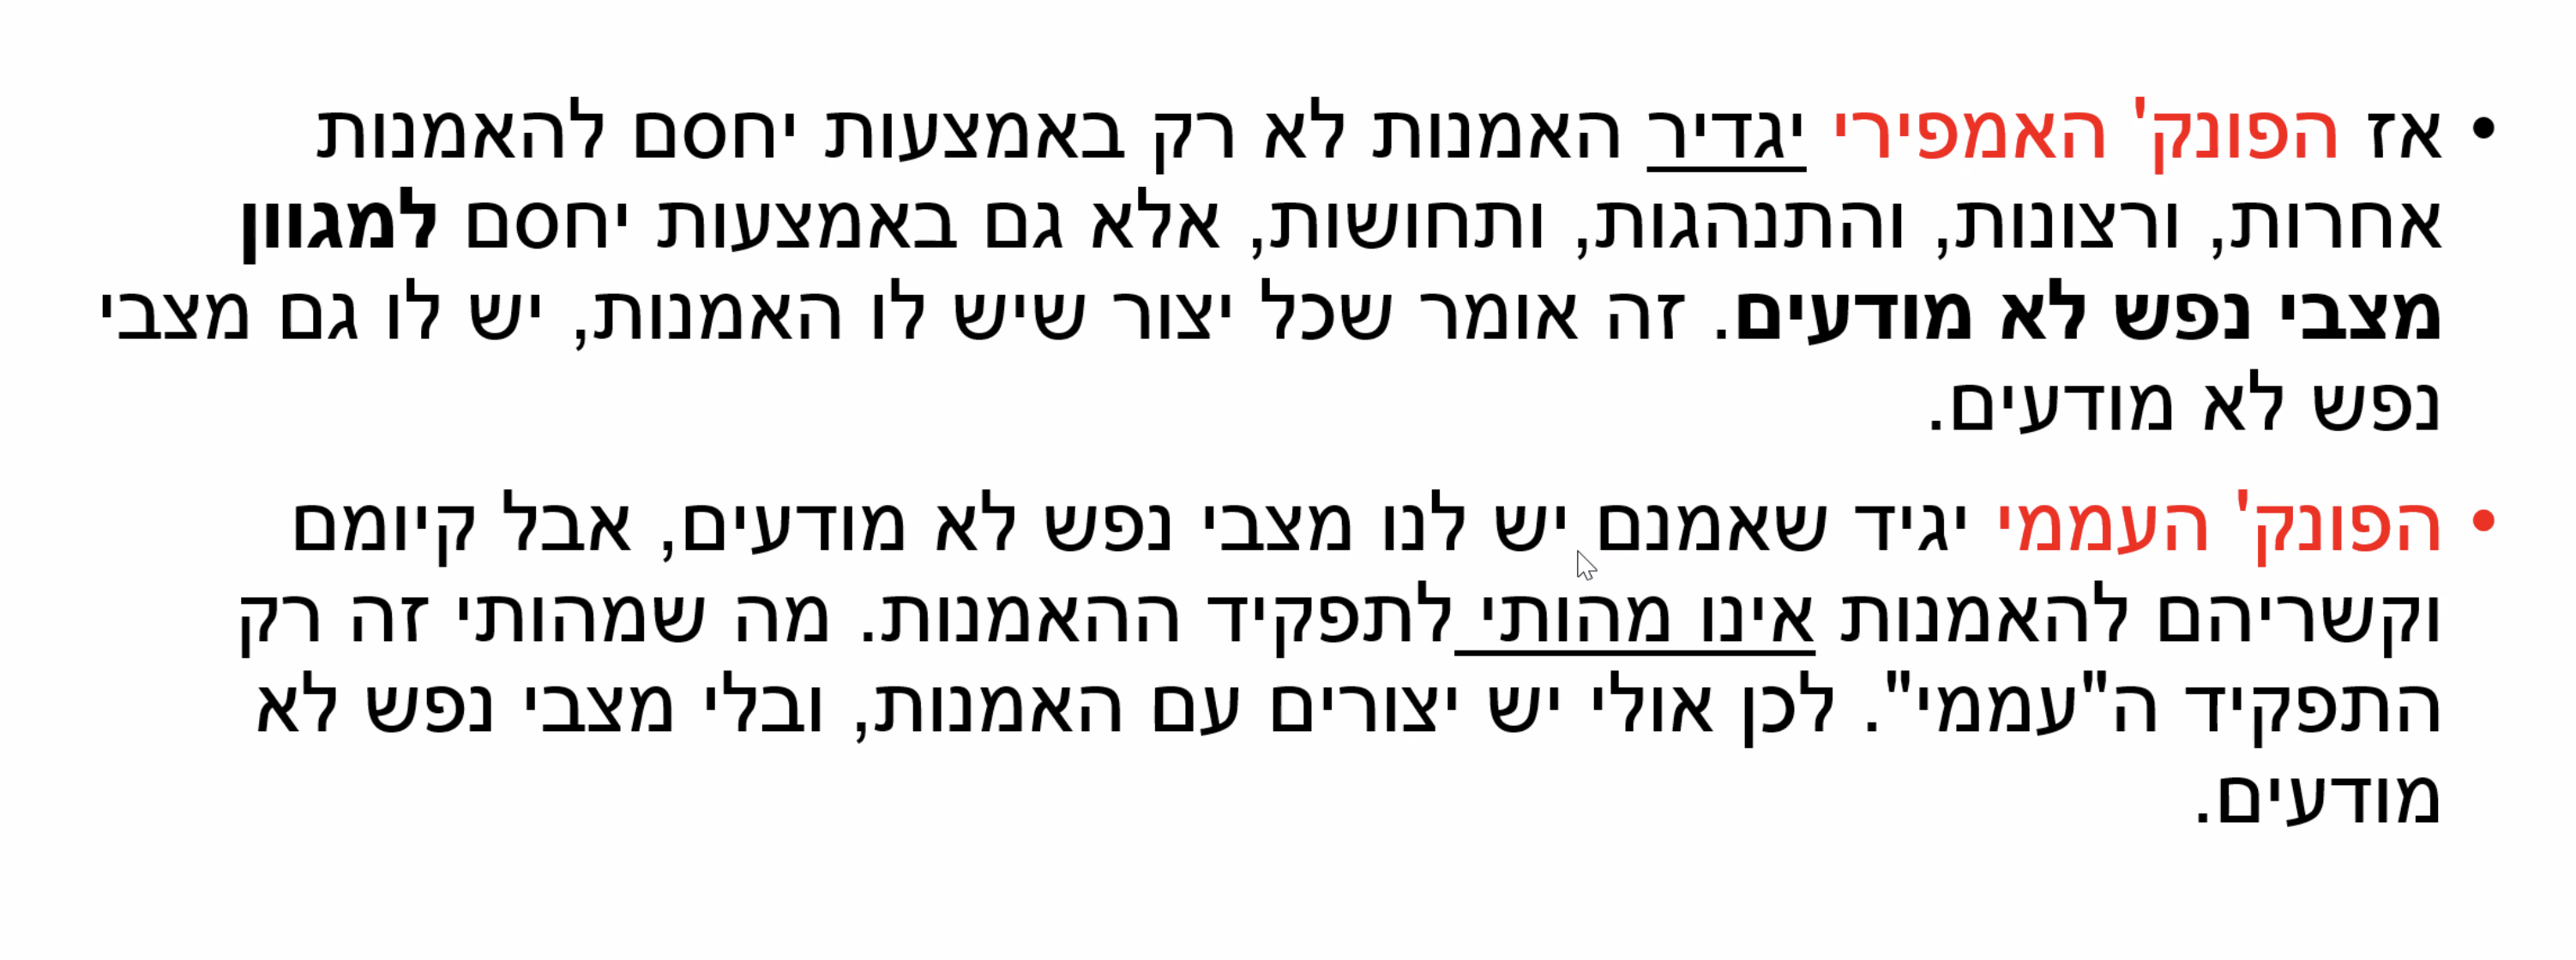 • אז הפונק' האמפירי יגדיר האמנות לא רק באמצעות יחסם להאמנות
אחרות, ורצונות, והתנהגות, ותחושות, אלא גם באמצעות יחסם למגוון
מצבי נפש לא מודעים. זה אומר שכל יצור שיש לו האמנות, יש לו גם מצבי
נפש לא מודעים.
• הפונק' העממי יגיד שאמנם יש לנו מצבי נפש לא מודעים, אבל קיומם
וקשריהם להאמנות אינו מהותי לתפקיד ההאמנות. מה שמהותי זה רק
התפקיד ה"עממי". לכן אולי יש יצורים עם האמנות, ובלי מצבי נפש לא
מודעים.